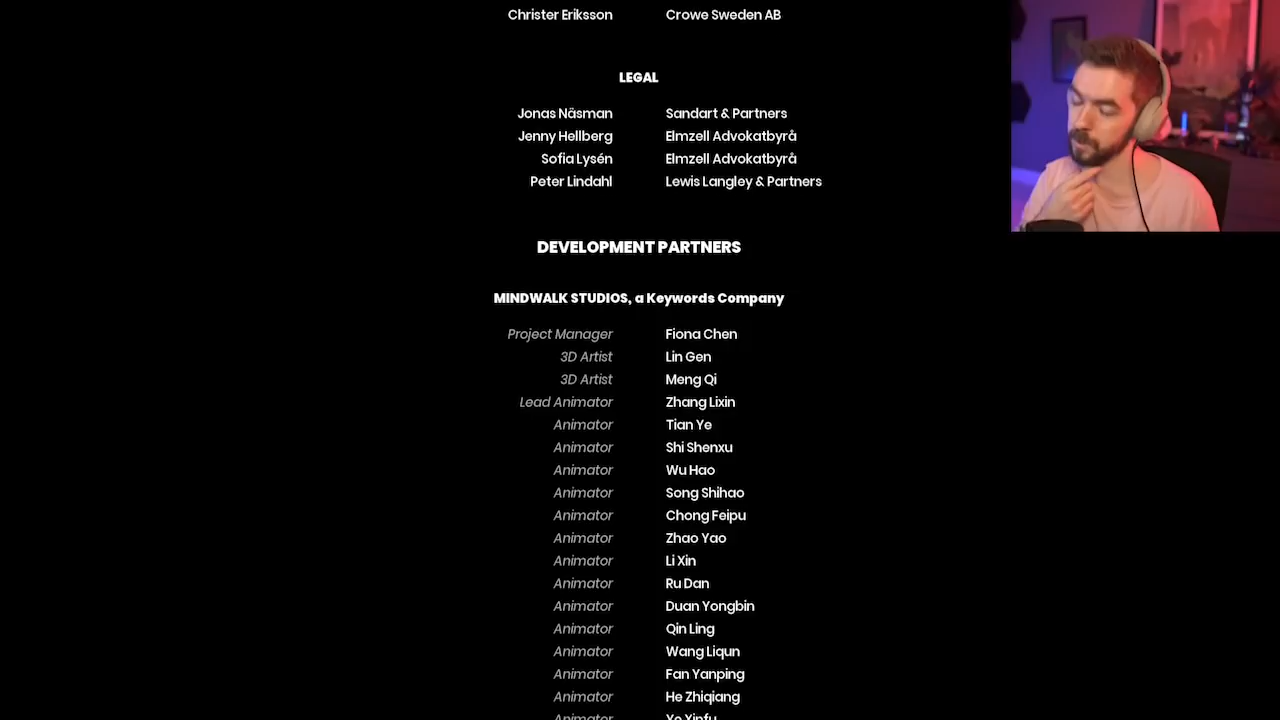 Christer Eriksson Crowe Sweden AB
LEGAL
Jonas Näsman Sandart & Partners
Jenny Hellberg Elmzell Advokatbyrå
Sofia Lysén Elmzell Advokatbyrå
Peter Lindahl Lewis Langley & Partners
DEVELOPMENT PARTNERS
MINDWALK STUDIOS, a Keywords Company
Project Manager Fiona Chen
3D Artist Lin Gen
3D Artist Meng Qi
Lead Animator Zhang Lixin
Animator Tian Ye
Animator Shi Shenxu
Animator Wu Hao
Animator Song Shihao
Animator Chong Feipu
Animator Zhao Yao
Animator Li Xin
Animator Ru Dan
Animator Duan Yongbin
Animator Qin Ling
Animator Wang Liqun
Animator Fan Yanping
Animator He Zhiqiang
Animator